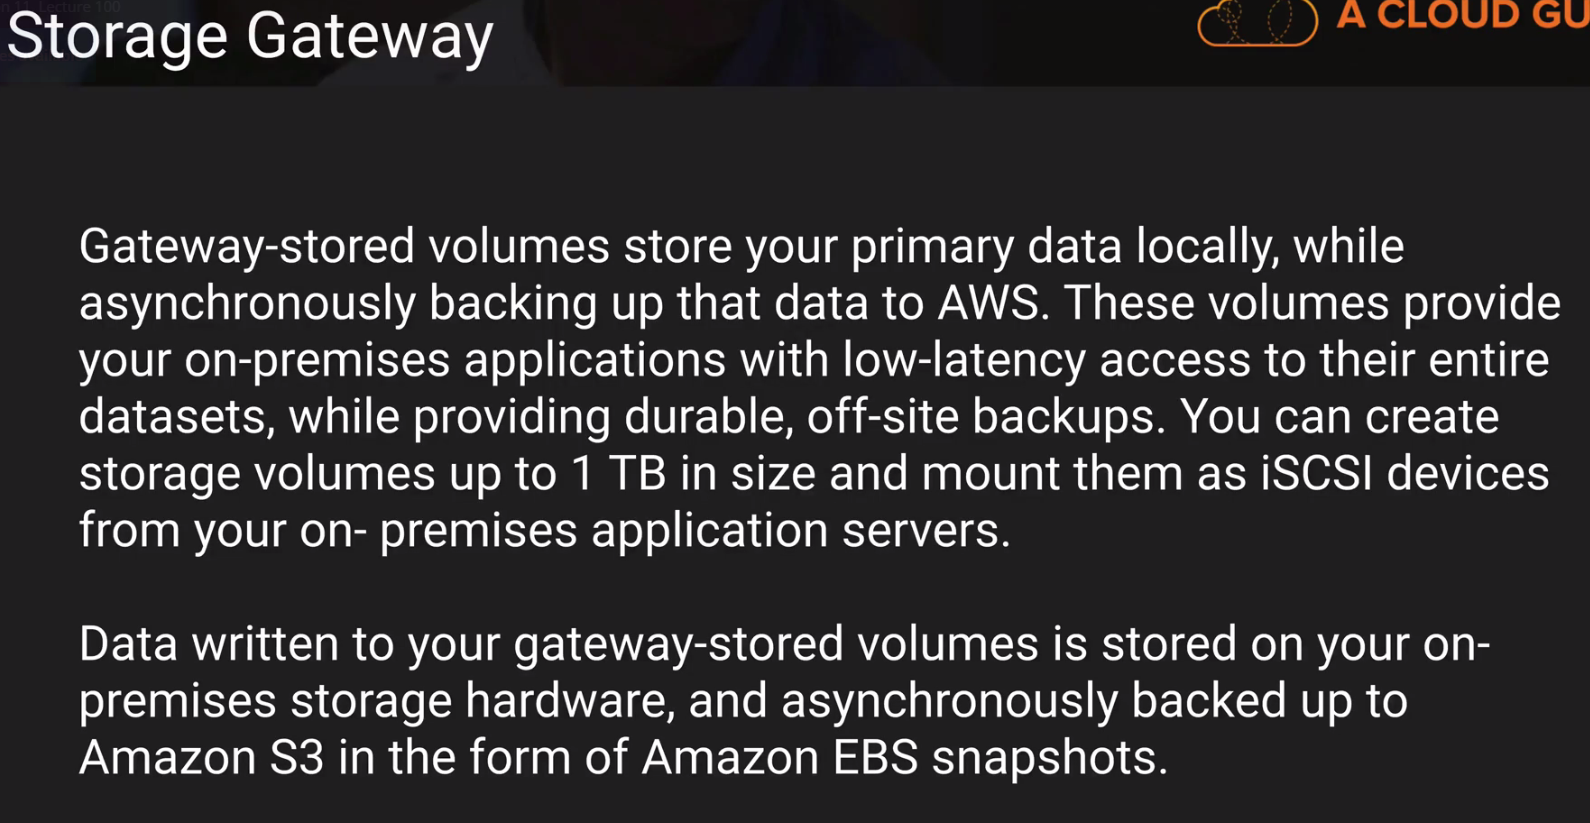 n 11, Lecture 100
Storage Gateway
A CLOUD GU
Gateway-stored volumes store your primary data locally, while
asynchronously backing up that data to AWS. These volumes provide
your on-premises applications with low-latency access to their entire
datasets, while providing durable, off-site backups. You can create
storage volumes up to 1 TB in size and mount them as iSCSI devices
from your on- premises application servers.
Data written to your gateway-stored volumes is stored on your on-
premises storage hardware, and asynchronously backed up to
Amazon S3 in the form of Amazon EBS snapshots.